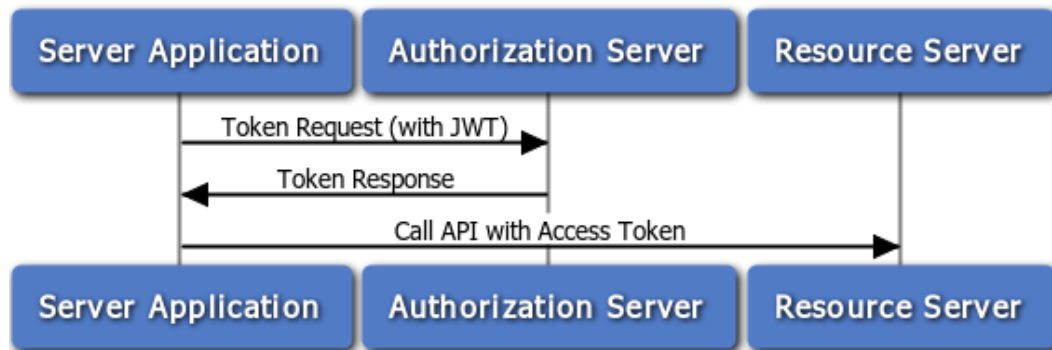 Server Application
Authorization Server
Resource Server
Token Request (with JWT)
Token Response
Call API with Access Token
Server Application
Authorization Server
Resource Server